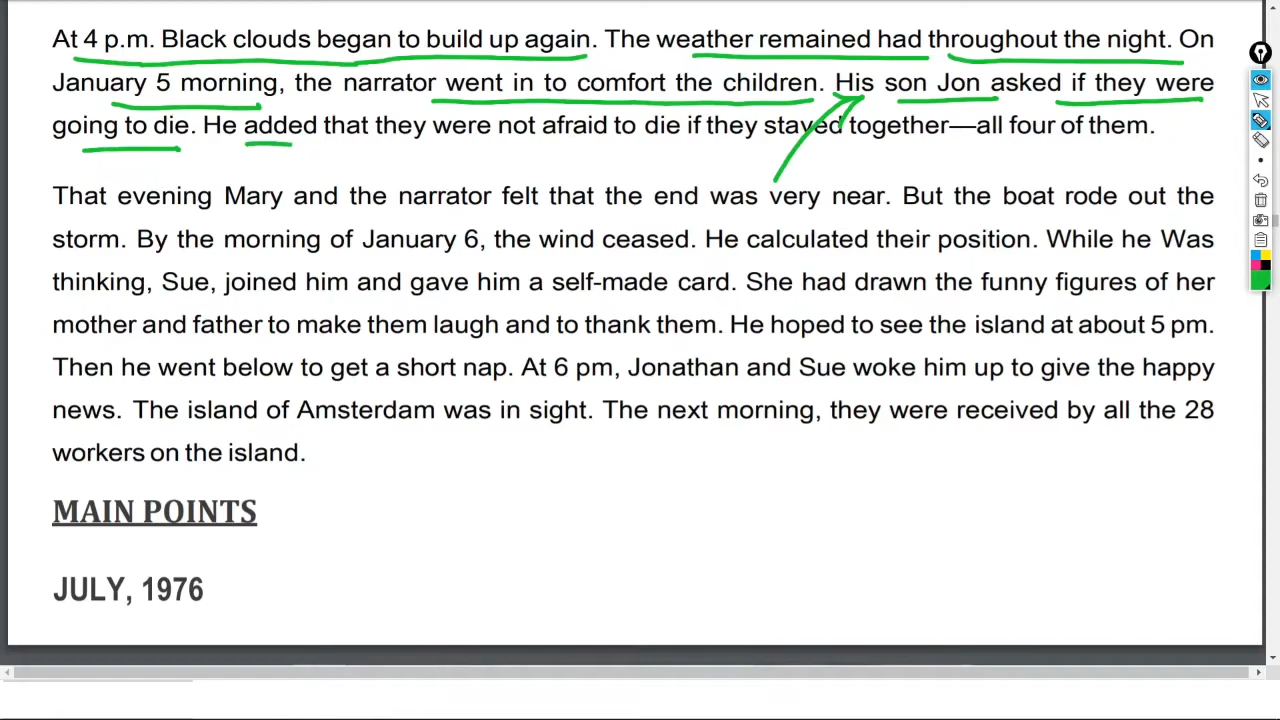 At 4 p.m. Black clouds began to build up again. The weather remained had throughout the night. On
January 5 morning, the narrator went in to comfort the children. His son Jon asked if they were
going to die. He added that they were not afraid to die if they stayed together—all four of them.
That evening Mary and the narrator felt that the end was very near. But the boat rode out the
storm. By the morning of January 6, the wind ceased. He calculated their position. While he Was
thinking, Sue, joined him and gave him a self-made card. She had drawn the funny figures of her
mother and father to make them laugh and to thank them. He hoped to see the island at about 5 pm.
Then he went below to get a short nap. At 6 pm, Jonathan and Sue woke him up to give the happy
news. The island of Amsterdam was in sight. The next morning, they were received by all the 28
workers on the island.
MAIN POINTS
JULY, 1976